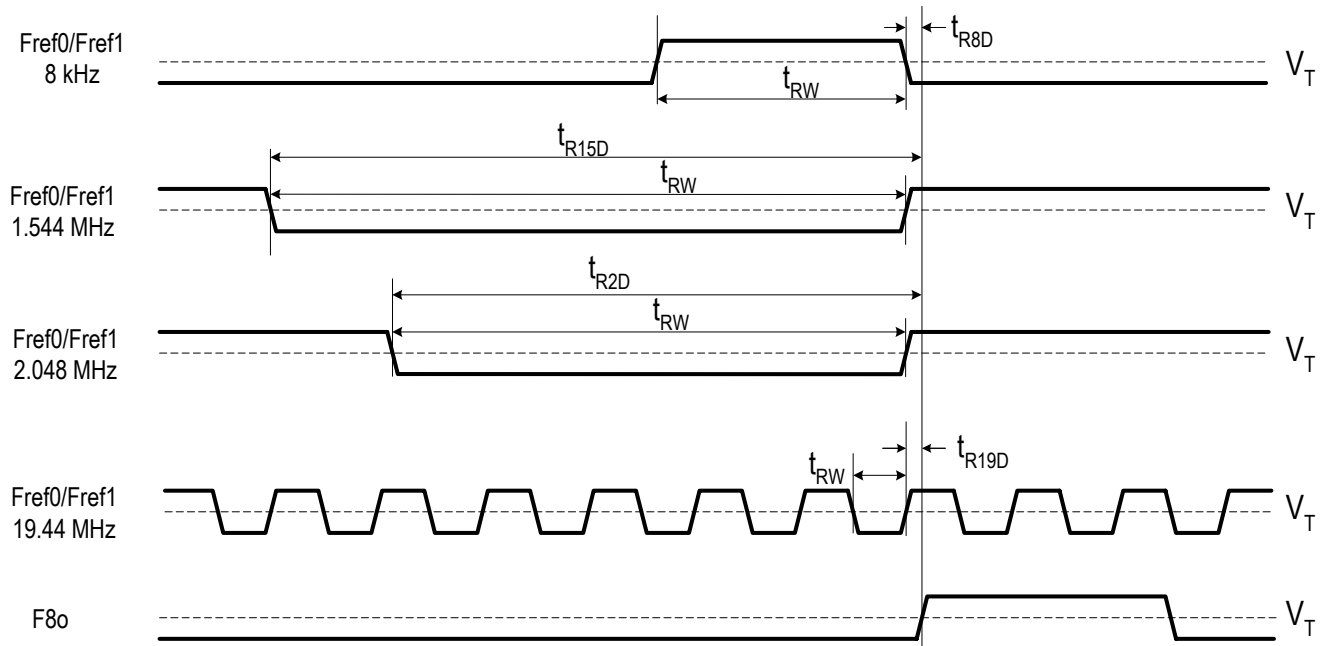 Fref0/Fref1
8 kHz
tR8D
VT
tRW
tR15D
Fref0/Fref1
1.544 MHz
tRW
VT
tR2D
Fref0/Fref1
2.048 MHz
tRW
VT
Fref0/Fref1
19.44 MHz
tRW
tR19D
VT
F8o
VT